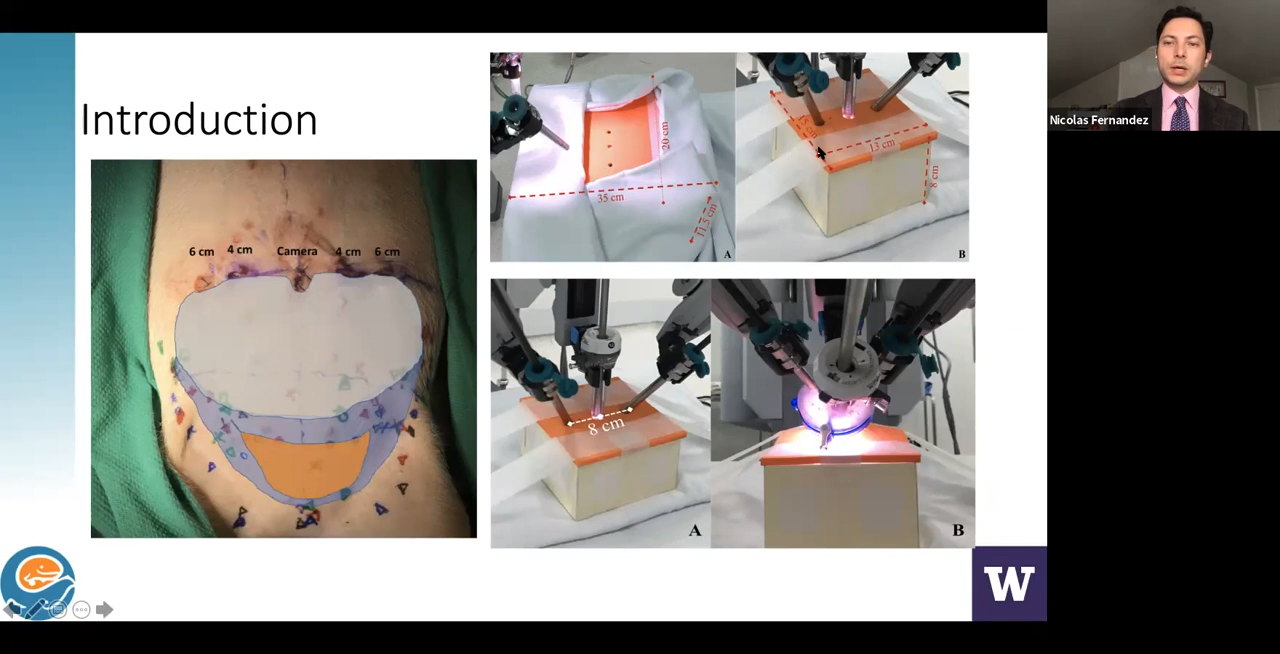 Introduction
6 cm 4 cm Camera 4 cm 6 cm
20 cm
35 cm
11.5 cm
A
13 cm
8 cm
B
8 cm
A
B
W
Nicolas Fernandez